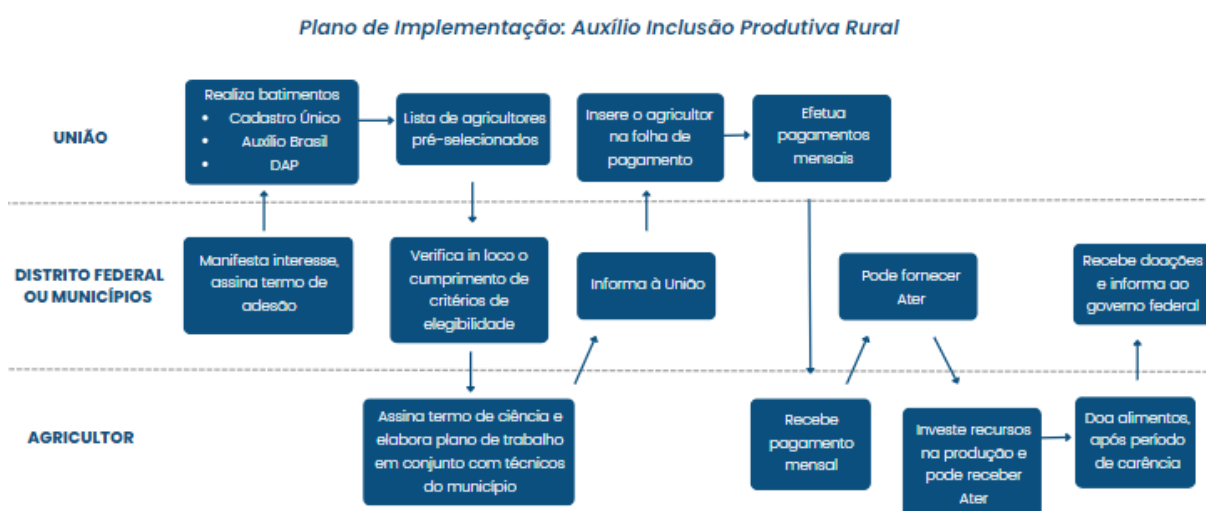 Plano de Implementação: Auxílio Inclusão Produtiva Rural
UNIÃO
Realiza batimentos
• Cadastro Único
• Auxílio Brasil
• DAP
Lista de agricultores
pré-selecionados
Insere o agricultor
na folha de
pagamento
Efetua
pagamentos
mensais
DISTRITO FEDERAL
OU MUNICÍPIOS
Manifesta interesse,
assina termo de
adesão
Verifica in loco o
cumprimento de
critérios de
elegibilidade
Informa à União
Pode fornecer
Ater
Recebe doações
e informa ao
governo federal
AGRICULTOR
Assina termo de ciência e
elabora plano de trabalho
em conjunto com técnicos
do município
Recebe
pagamento
mensal
Investe recursos
na produção e
pode receber
Ater
Doa alimentos,
após período
de carência